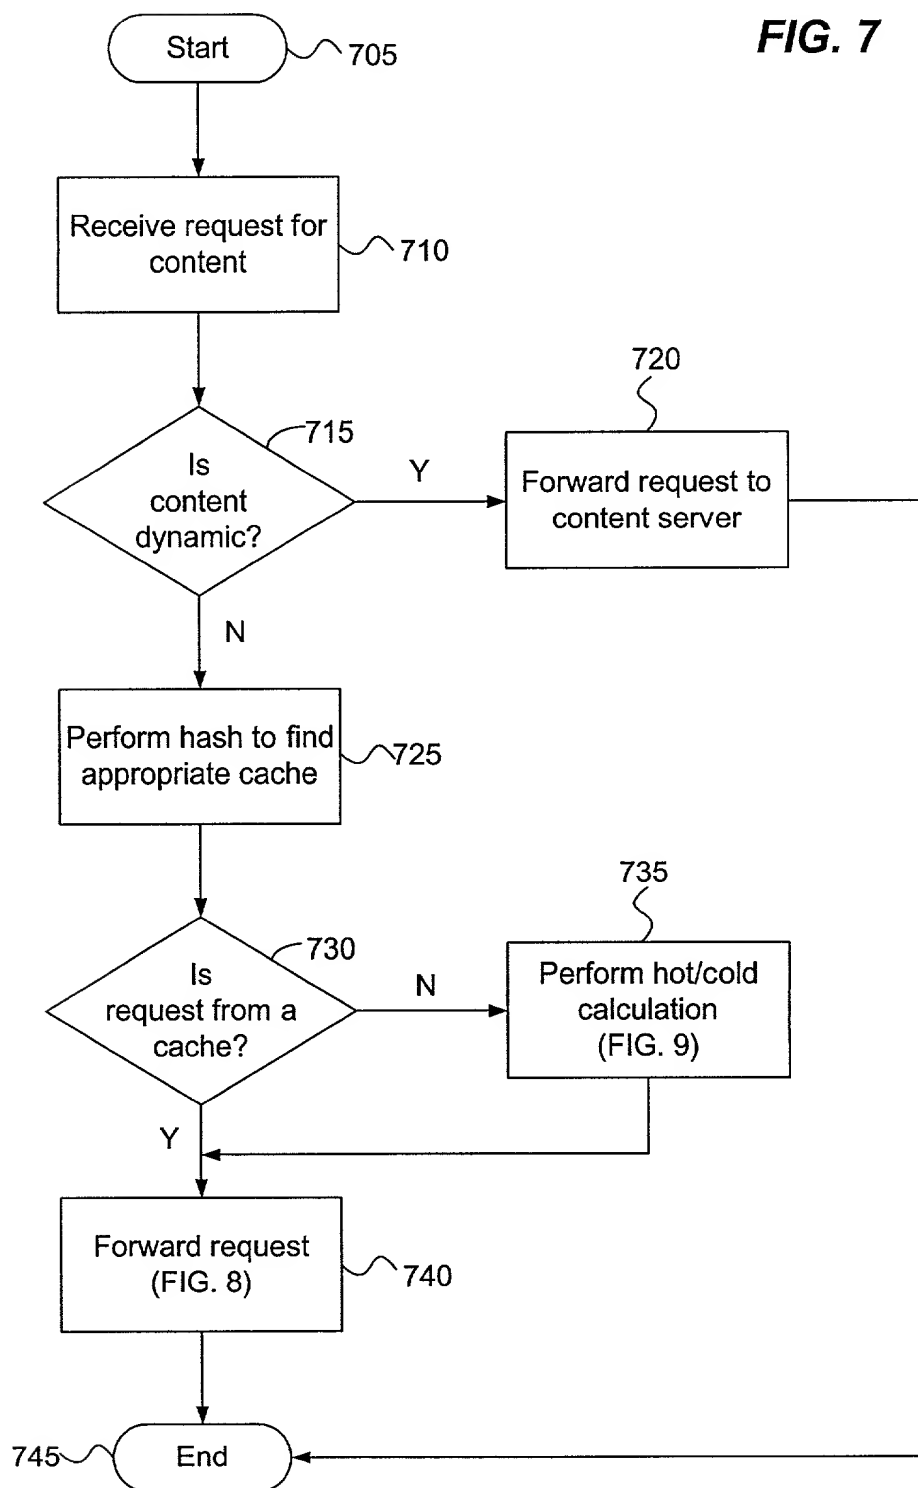 FIG. 7
Start
705
Receive request for
content
710
715
Is
content
dynamic?
Y
720
Forward request to
content server
N
Perform hash to find
appropriate cache
725
730
Is
request from a
cache?
N
735
Perform hot/cold
calculation
(FIG. 9)
Y
Forward request
(FIG. 8)
740
745
End